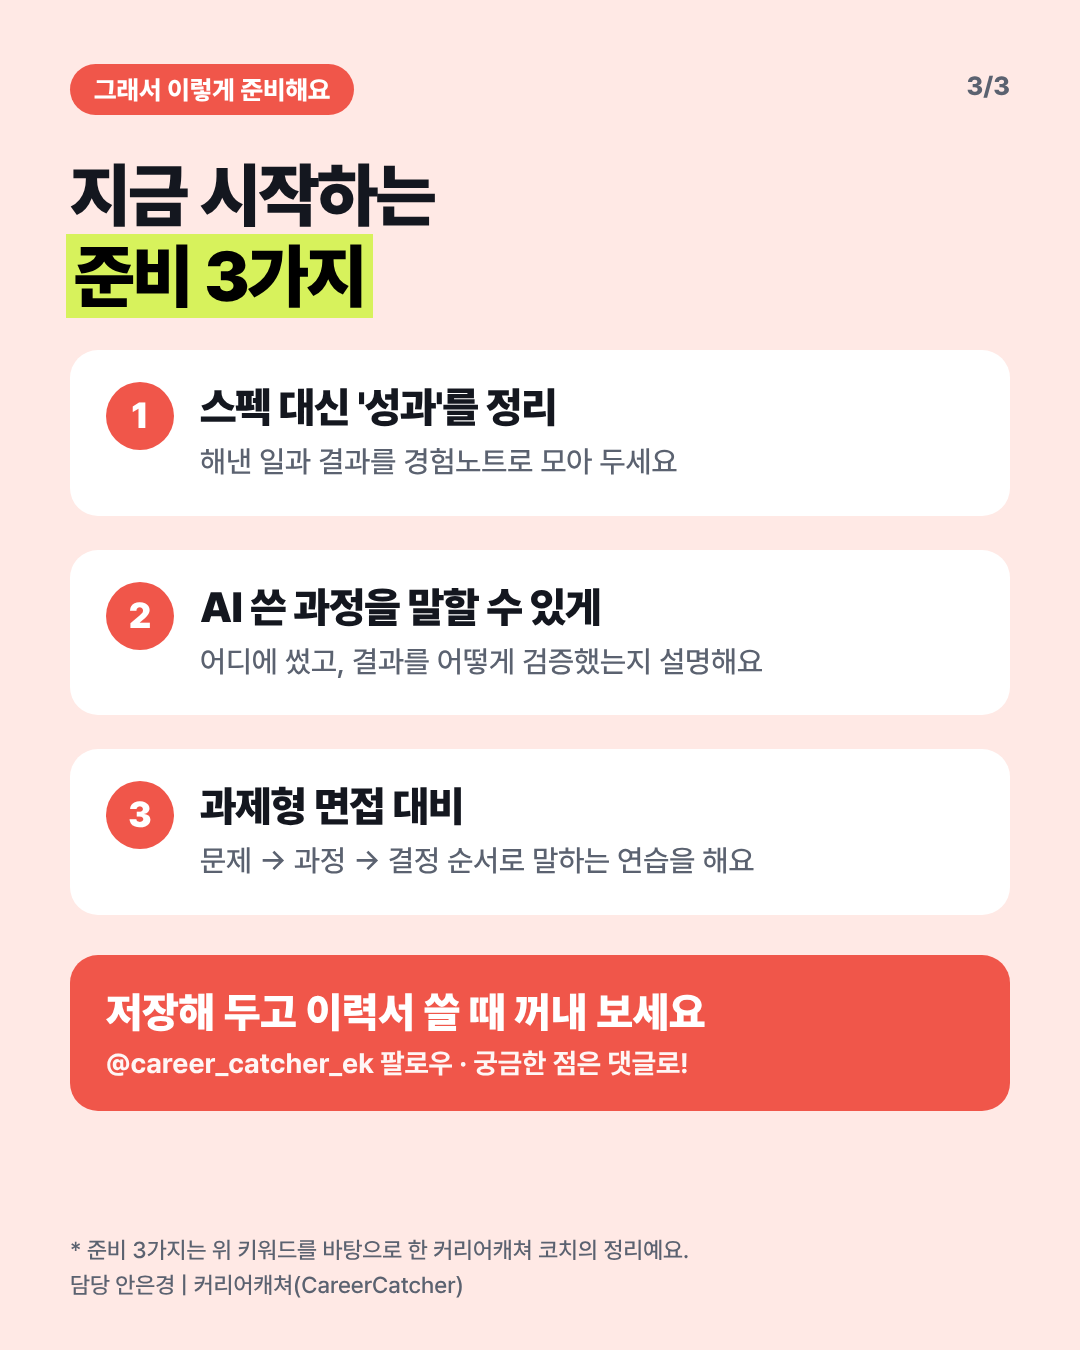 그래서 이렇게 준비해요
3/3
지금 시작하는
준비 3가지
1
스펙 대신 '성과'를 정리
해낸 일과 결과를 경험노트로 모아 두세요
2
AI 쓴 과정을 말할 수 있게
어디에 썼고, 결과를 어떻게 검증했는지 설명해요
3
과제형 면접 대비
문제 → 과정 → 결정 순서로 말하는 연습을 해요
저장해 두고 이력서 쓸 때 꺼내 보세요
@career_catcher_ek 팔로우 · 궁금한 점은 댓글로!
* 준비 3가지는 위 키워드를 바탕으로 한 커리어캐쳐 코치의 정리예요.
담당 안은경 | 커리어캐쳐(CareerCatcher)